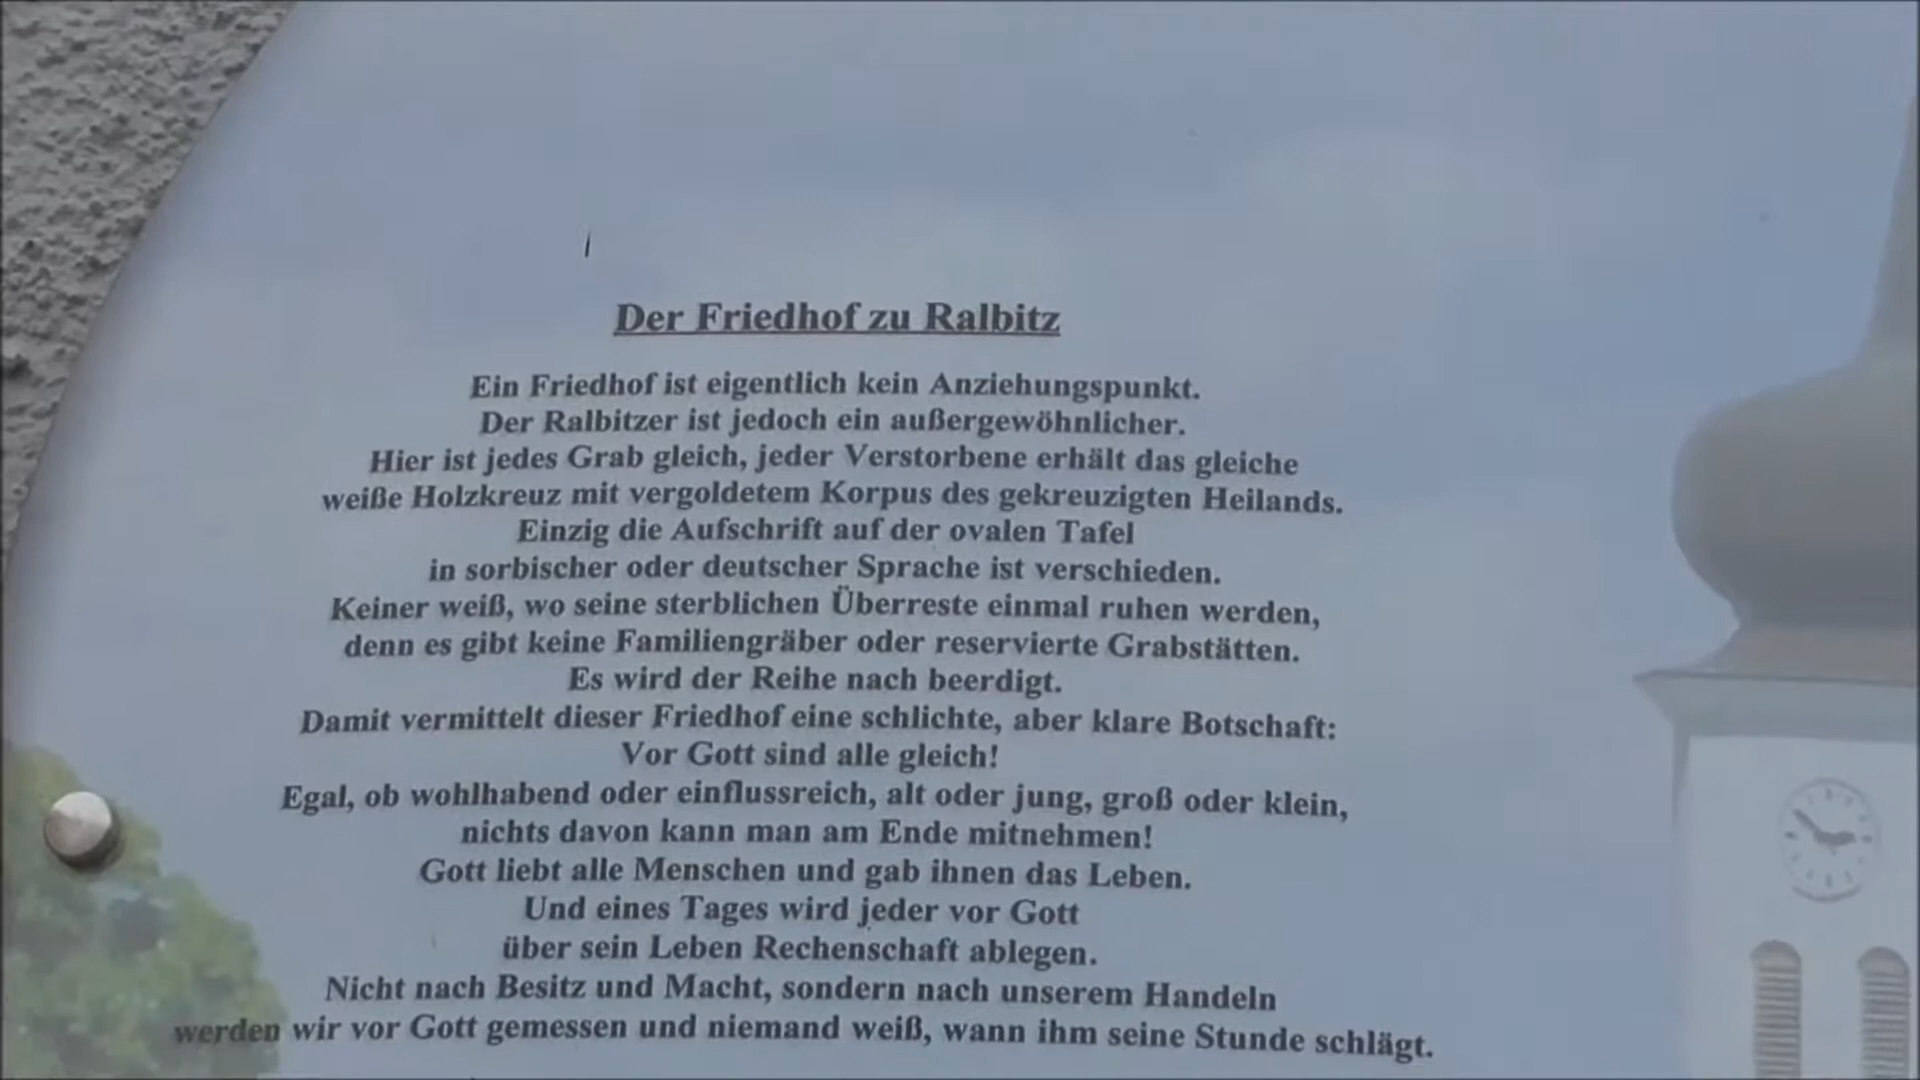 Der Friedhof zu Ralbitz
Ein Friedhof ist eigentlich kein Anziehungspunkt.
Der Ralbitzer ist jedoch ein außergewöhnlicher.
Hier ist jedes Grab gleich, jeder Verstorbene erhält das gleiche
weiße Holzkreuz mit vergoldetem Korpus des gekreuzigten Heilands.
Einzig die Aufschrift auf der ovalen Tafel
in sorbischer oder deutscher Sprache ist verschieden.
Keiner weiß, wo seine sterblichen Überreste einmal ruhen werden,
denn es gibt keine Familiengräber oder reservierte Grabstätten.
Es wird der Reihe nach beerdigt.
Damit vermittelt dieser Friedhof eine schlichte, aber klare Botschaft:
Vor Gott sind alle gleich!
Egal, ob wohlhabend oder einflussreich, alt oder jung, groß oder klein,
nichts davon kann man am Ende mitnehmen!
Gott liebt alle Menschen und gab ihnen das Leben.
Und eines Tages wird jeder vor Gott
über sein Leben Rechenschaft ablegen.
Nicht nach Besitz und Macht, sondern nach unserem Handeln
werden wir vor Gott gemessen und niemand weiß, wann ihm seine Stunde schlägt.